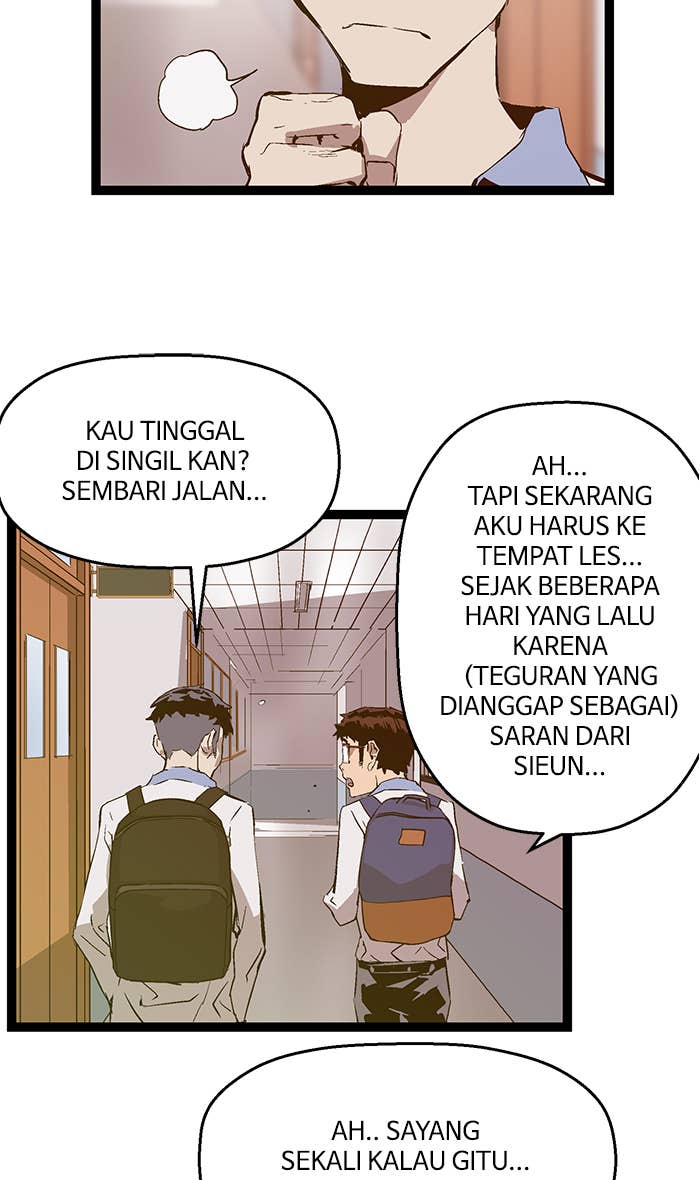 KAU TINGGAL
DI SINGIL KAN?
SEMBARI JALAN...
AH...
TAPI SEKARANG
AKU HARUS KE
TEMPAT LES...
SEJAK BEBERAPA
HARI YANG LALU
KARENA
(TEGURAN YANG
DIANGGAP SEBAGAI)
SARAN DARI
SIEUN...
AH.. SAYANG
SEKALI KALAU GITU...